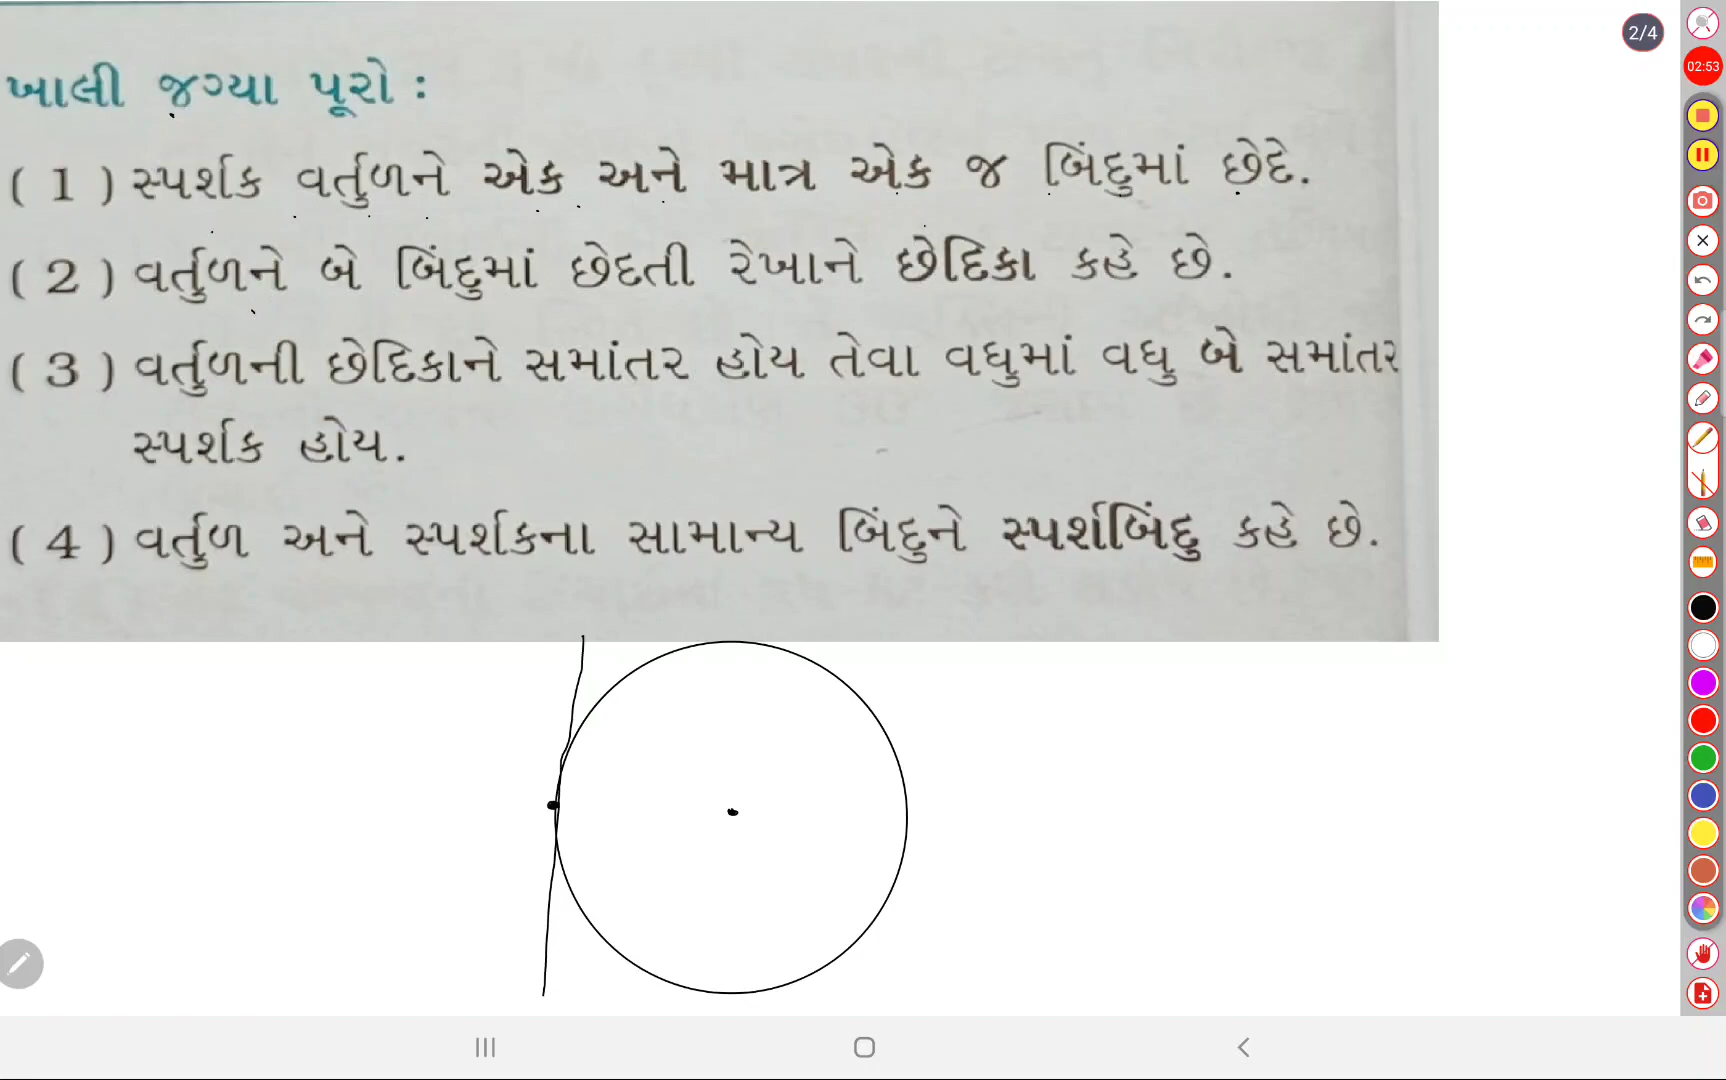 2/4
02:53
ખાલી જગ્યા પૂરો :
( 1 ) સ્પર્શક વર્તુળને એક અને માત્ર એક જ બિંદુમાં છેદે.
( 2 ) વર્તુળને બે બિંદુમાં છેદતી રેખાને છેદિકા કહે છે.
( 3 ) વર્તુળની છેદિકાને સમાંતર હોય તેવા વધુમાં વધુ બે સમાંતર
સ્પર્શક હોય.
( 4 ) વર્તુળ અને સ્પર્શકના સામાન્ય બિંદુને સ્પર્શબિંદુ કહે છે.